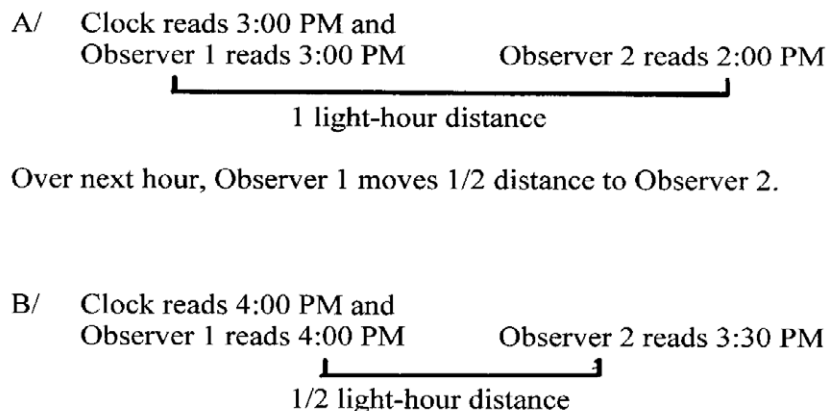 A/ Clock reads 3:00 PM and
Observer 1 reads 3:00 PM Observer 2 reads 2:00 PM
1 light-hour distance
Over next hour, Observer 1 moves 1/2 distance to Observer 2.
B/ Clock reads 4:00 PM and
Observer 1 reads 4:00 PM Observer 2 reads 3:30 PM
1/2 light-hour distance